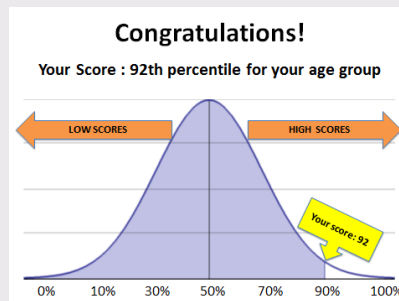 Congratulations!
Your Score : 92th percentile for your age group
LOW SCORES
HIGH SCORES
Your score: 92
0% 10% 30% 50% 70% 90% 100%